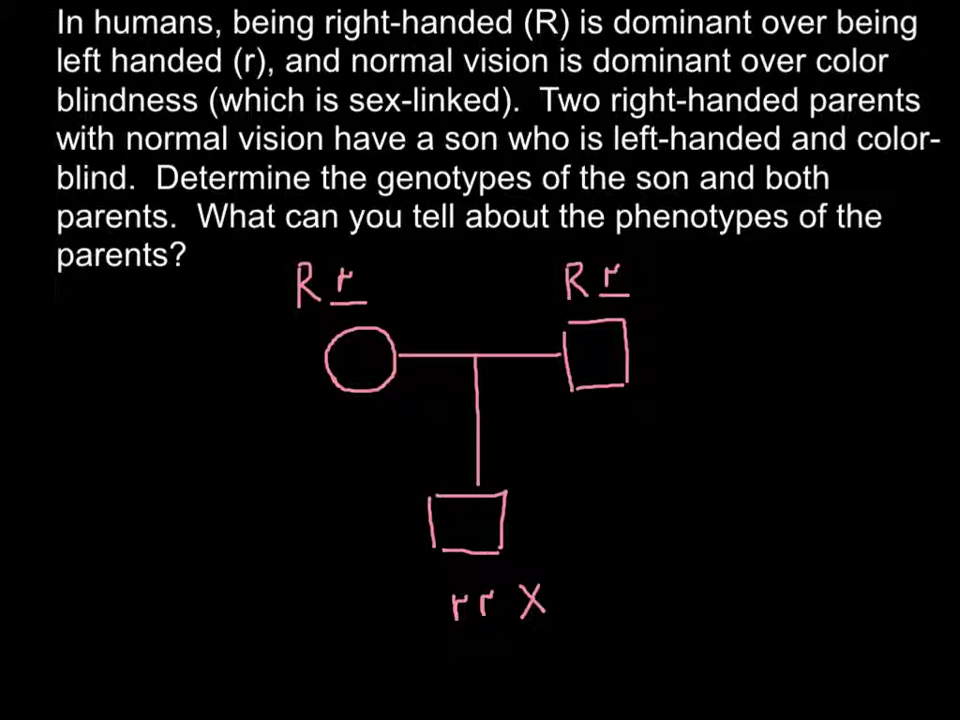 In humans, being right-handed (R) is dominant over being
left handed (r), and normal vision is dominant over color
blindness (which is sex-linked).  Two right-handed parents
with normal vision have a son who is left-handed and color-
blind.  Determine the genotypes of the son and both
parents.  What can you tell about the phenotypes of the
parents?
R r R r
r r X